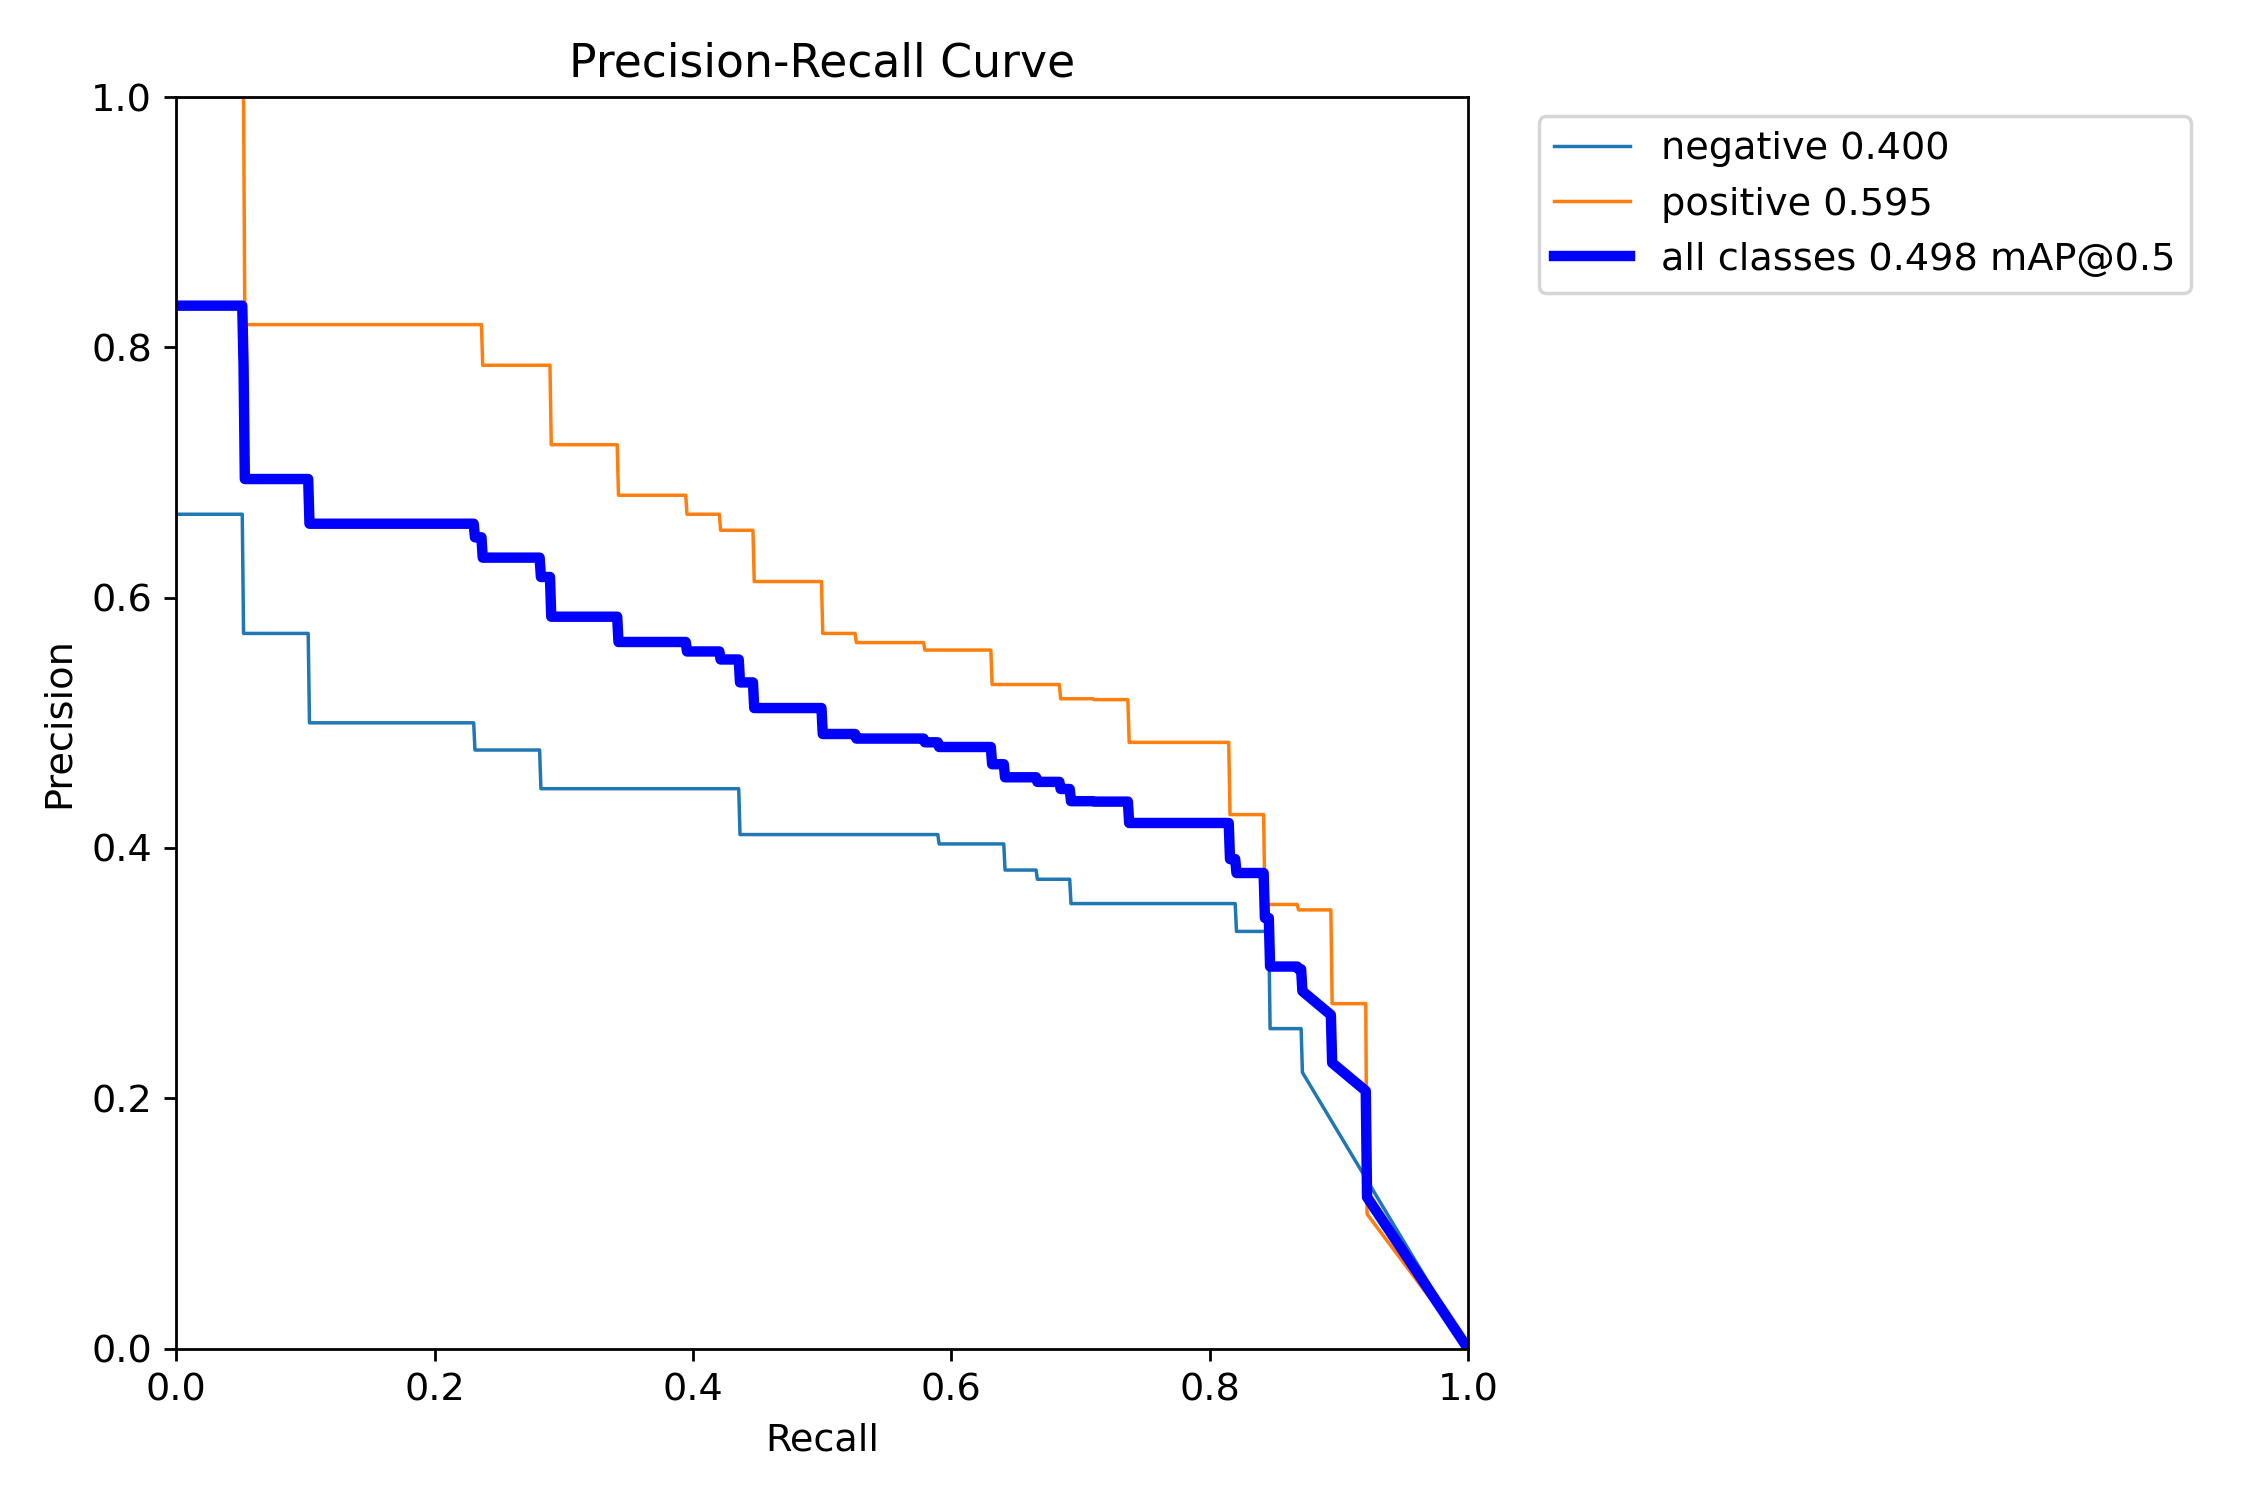 Precision-Recall Curve
1.0
0.8
0.6
0.4
0.2
0.0
Precision
0.0 0.2 0.4 0.6 0.8 1.0
Recall
negative 0.400
positive 0.595
all classes 0.498 mAP@0.5